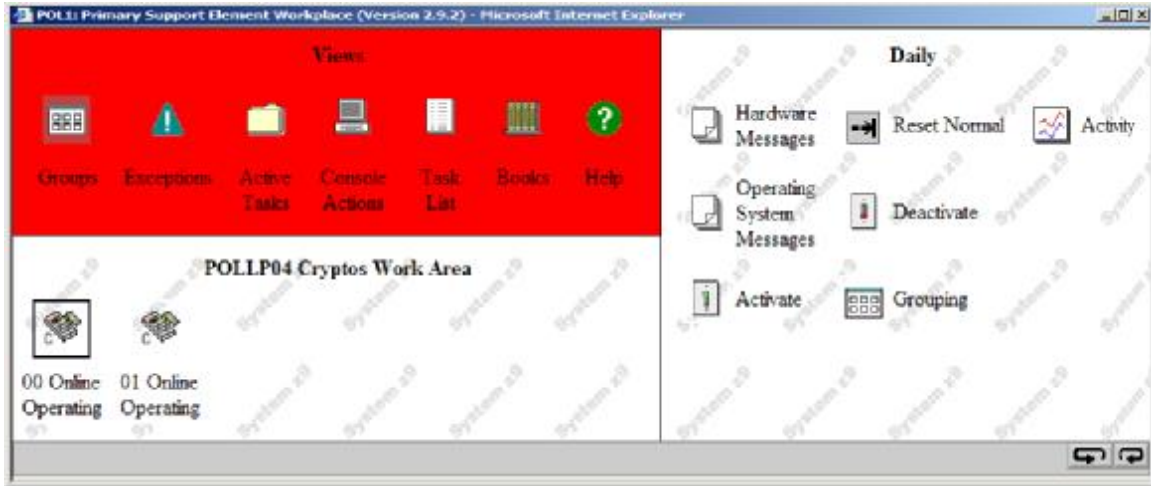 POL1: Primary Support Element Workplace (Version 2.9.2) - Microsoft Internet Explorer
Views
Groups
Exceptions
Active
Tasks
Console
Actions
Task
List
Books
Help
POLLP04 Cryptos Work Area
00 Online
Operating
01 Online
Operating
Daily
Hardware
Messages
Reset Normal
Activity
Operating
System
Messages
Deactivate
Activate
Grouping
System z9